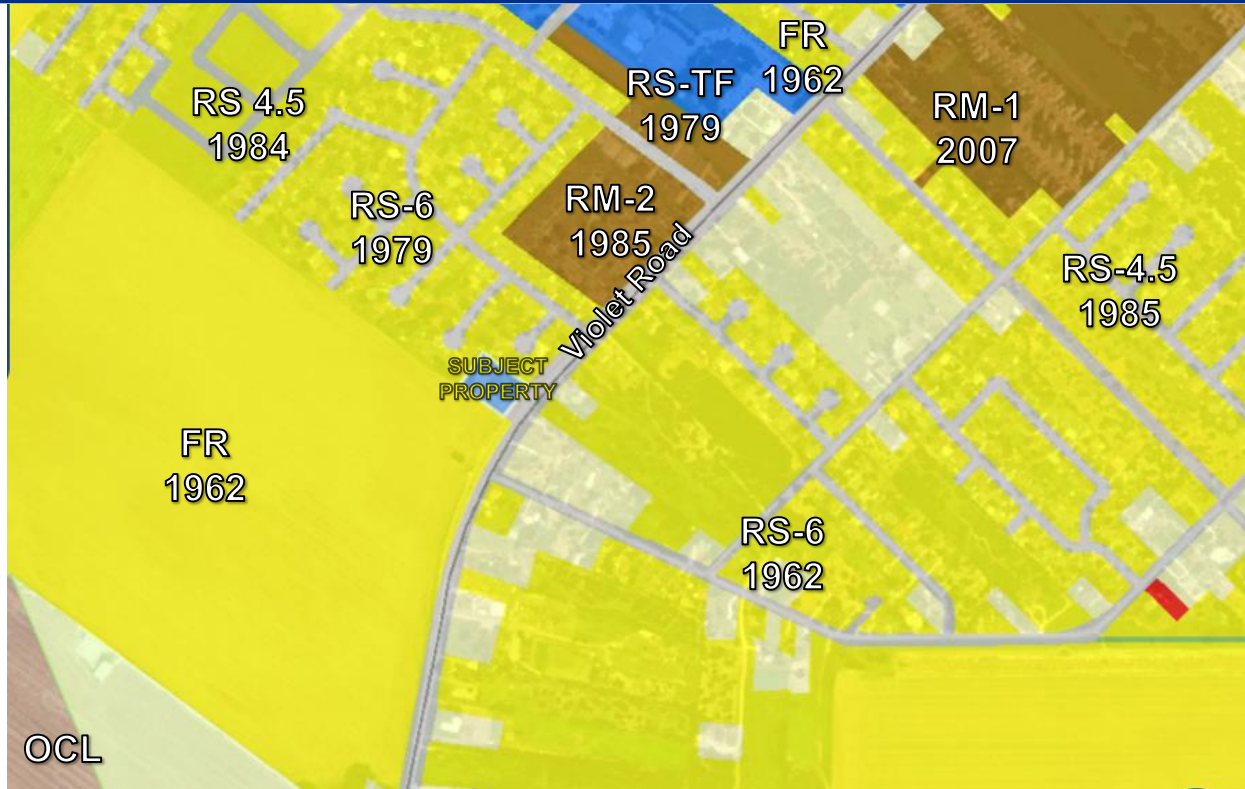 FR
1962
RS-TF
1979
RS 4.5
1984
RM-1
2007
RS-6
1979
RM-2
1985
Violet Road
RS-4.5
1985
SUBJECT
PROPERTY
FR
1962
RS-6
1962
OCL